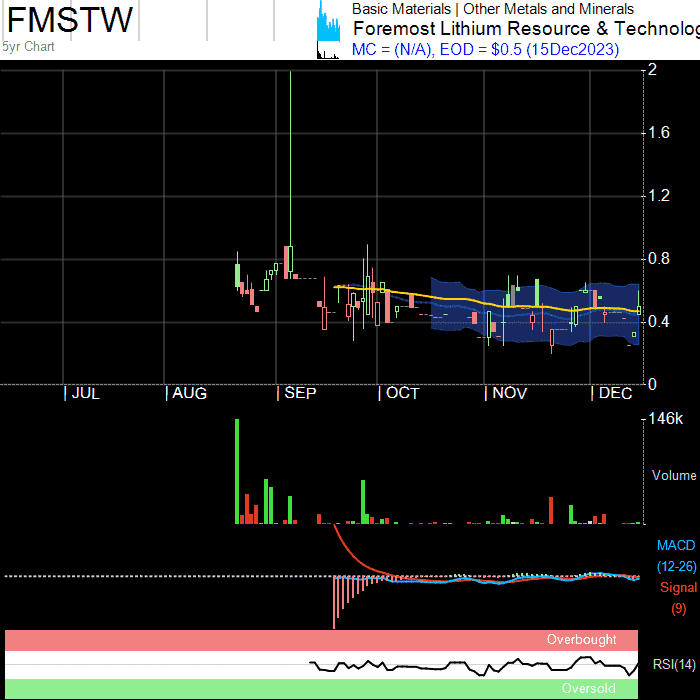 FMSTW
5yr Chart
Basic Materials | Other Metals and Minerals
Foremost Lithium Resource & Technolog
MC = (N/A), EOD = $0.5 (15Dec2023)
2
1.6
1.2
0.8
0.4
0
| JUL | AUG | SEP | OCT | NOV | DEC
146k
Volume
MACD
(12-26)
Signal
(9)
Overbought
RSI(14)
Oversold